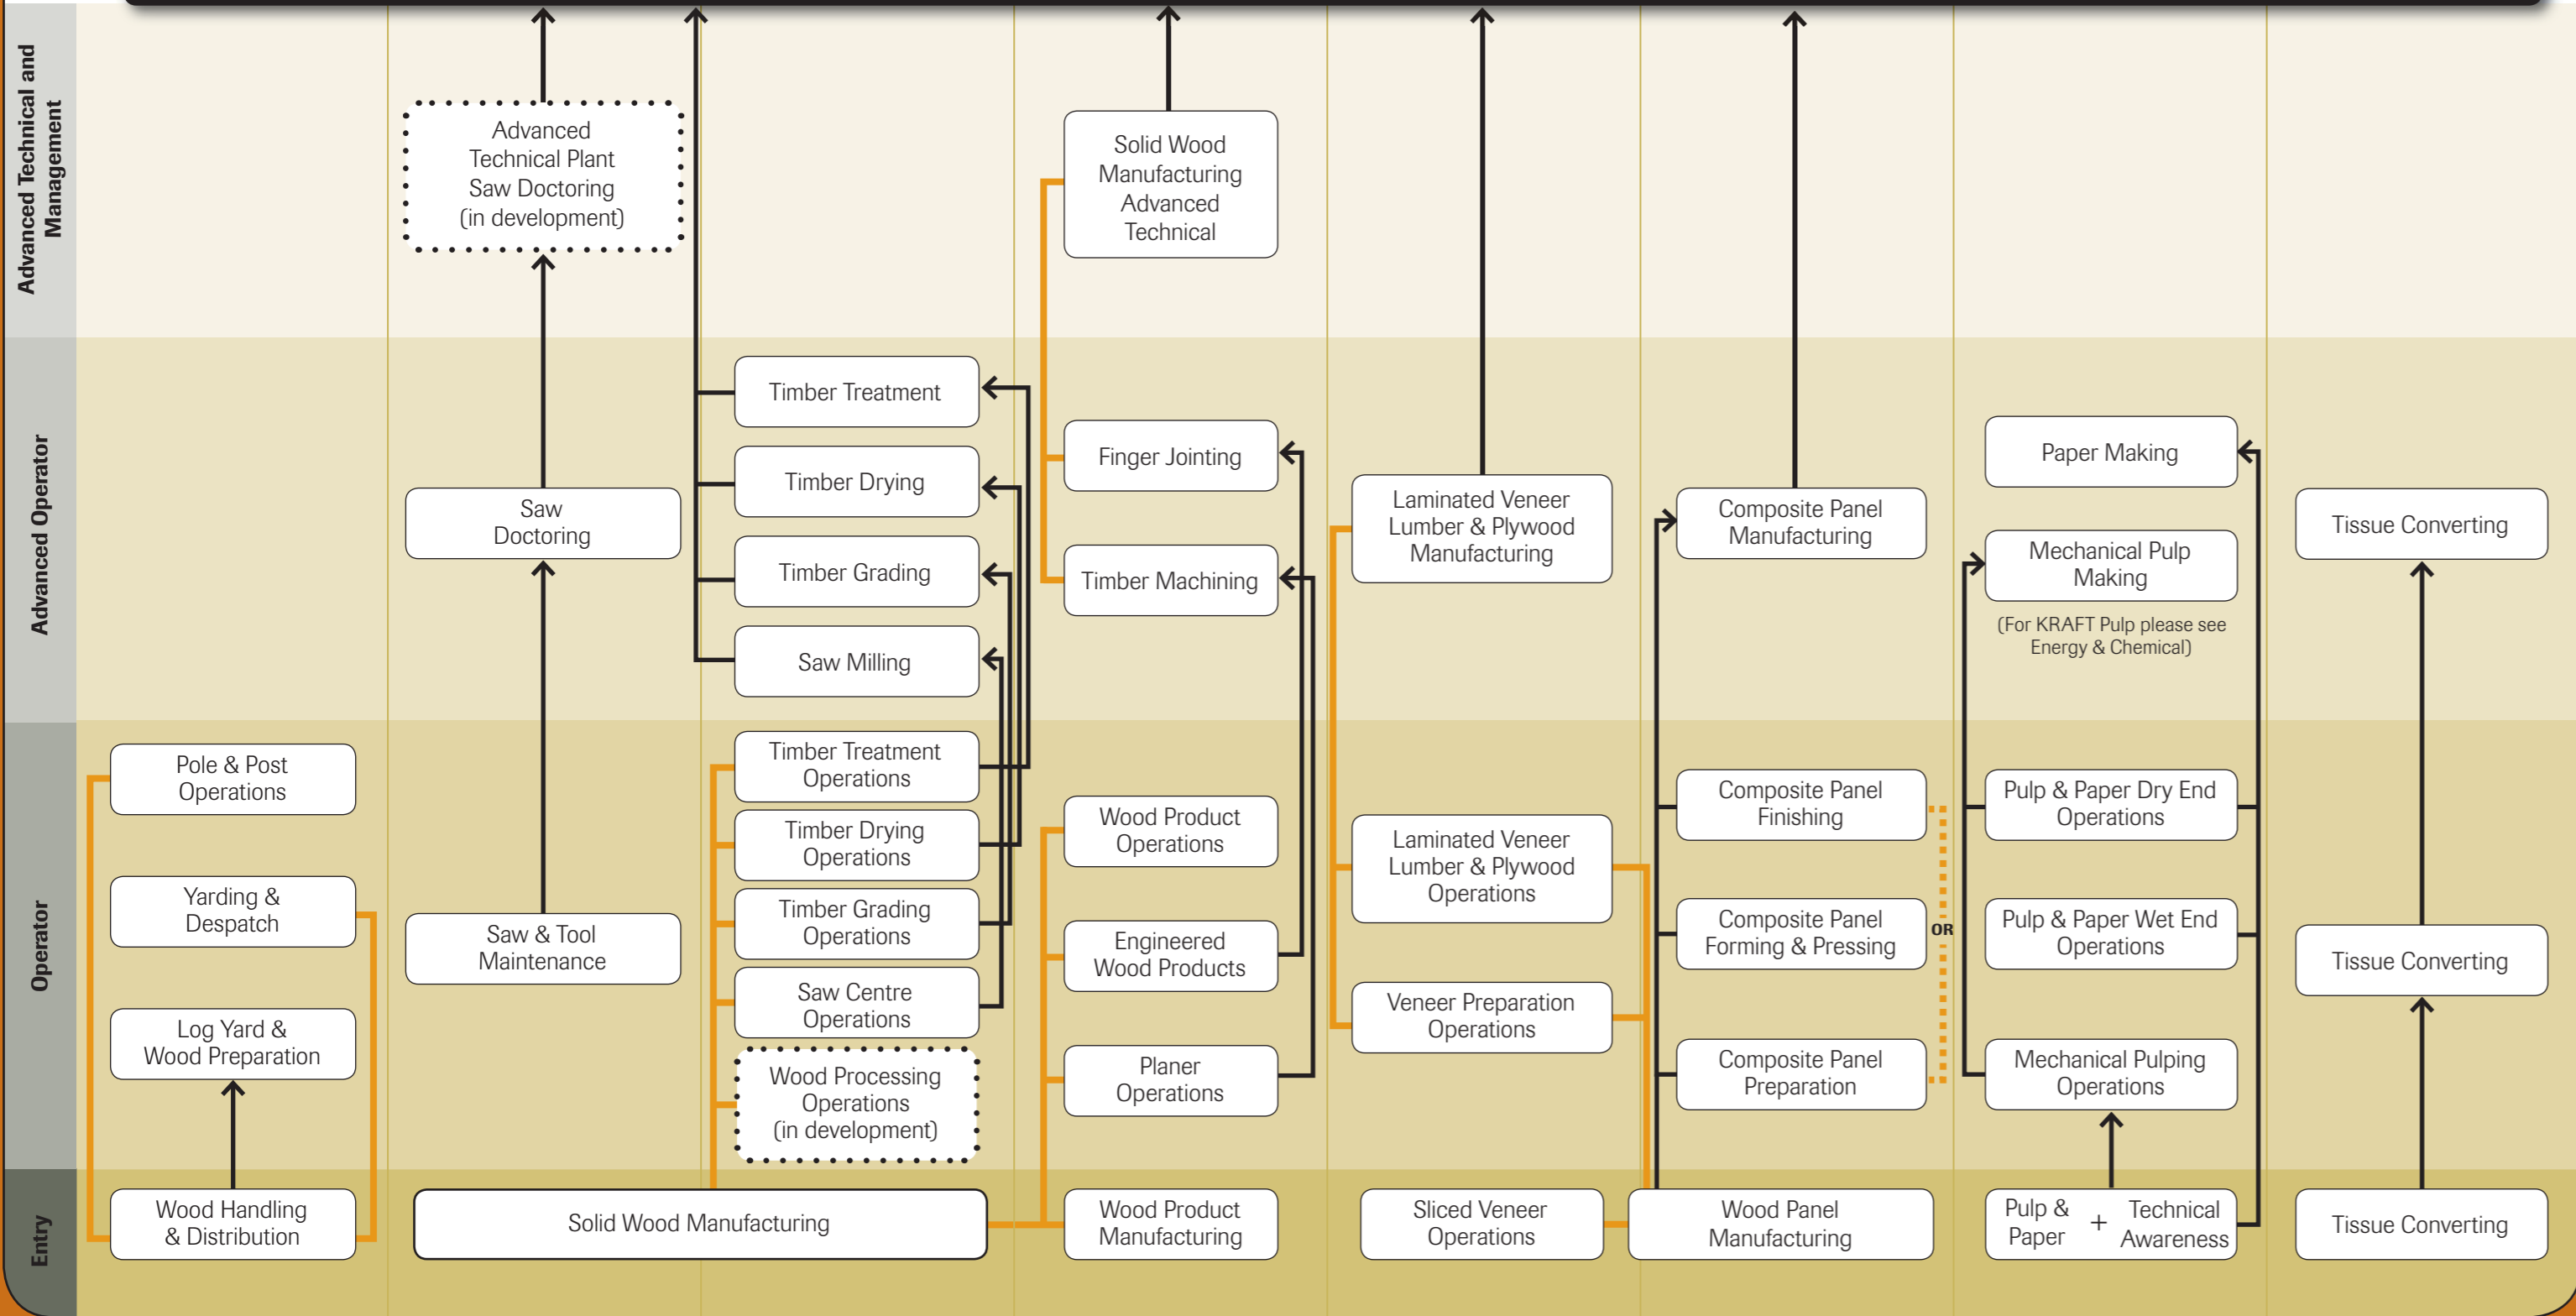 Advanced Technical and
Management
Advanced
Technical Plant
Saw Doctoring
(in development)
Solid Wood
Manufacturing
Advanced
Technical
Advanced Operator
Saw
Doctoring
Timber Treatment
Timber Drying
Timber Grading
Saw Milling
Finger Jointing
Timber Machining
Laminated Veneer
Lumber & Plywood
Manufacturing
Composite Panel
Manufacturing
Paper Making
Mechanical Pulp
Making
(For KRAFT Pulp please see
Energy & Chemical)
Tissue Converting
Operator
Pole & Post
Operations
Yarding &
Despatch
Log Yard &
Wood Preparation
Saw & Tool
Maintenance
Timber Treatment
Operations
Timber Drying
Operations
Timber Grading
Operations
Saw Centre
Operations
Wood Processing
Operations
(in development)
Wood Product
Operations
Engineered
Wood Products
Planer
Operations
Laminated Veneer
Lumber & Plywood
Operations
Veneer Preparation
Operations
Composite Panel
Finishing
Composite Panel
Forming & Pressing
OR
Composite Panel
Preparation
Pulp & Paper Dry End
Operations
Pulp & Paper Wet End
Operations
Mechanical Pulping
Operations
Tissue Converting
Entry
Wood Handling
& Distribution
Solid Wood Manufacturing
Wood Product
Manufacturing
Sliced Veneer
Operations
Wood Panel
Manufacturing
Pulp &
Paper
+
Technical
Awareness
Tissue Converting